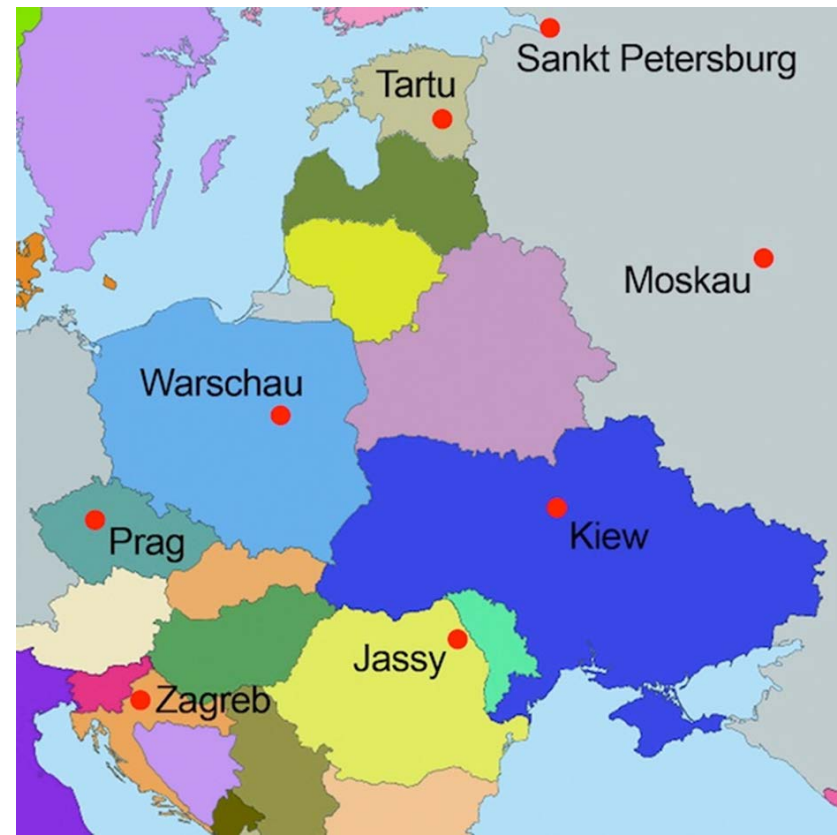 Sankt Petersburg
Tartu
Moskau
Warschau
Prag
Kiew
Jassy
Zagreb